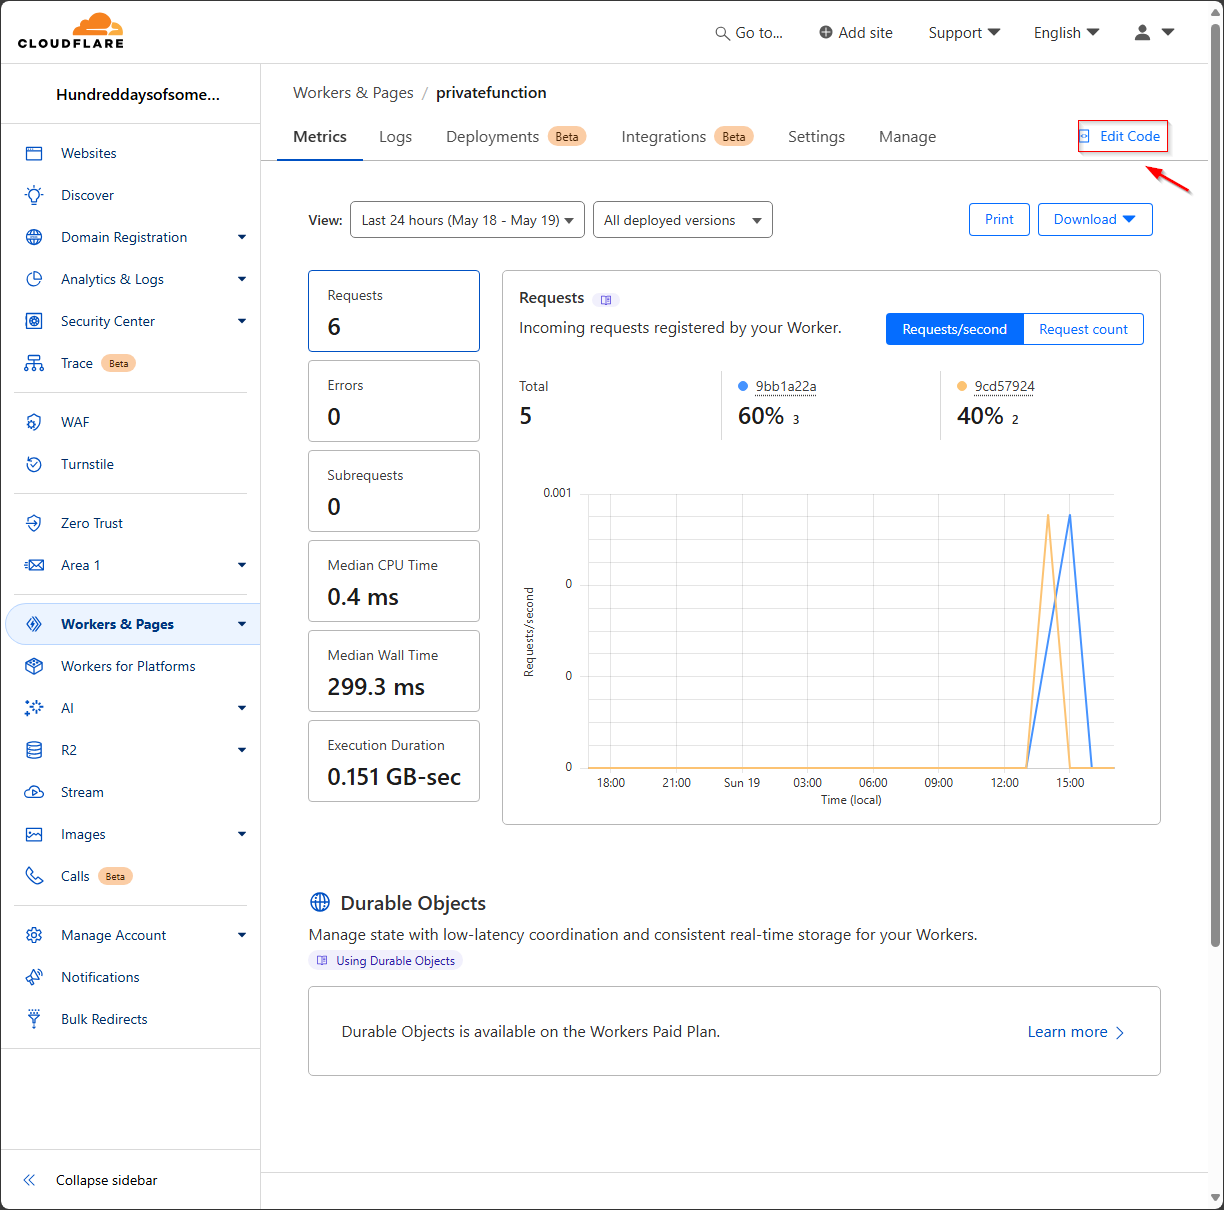 CLOUDFLARE
Go to...
Add site
Support
English
Hundreddaysofsome...
Websites
Discover
Domain Registration
Analytics & Logs
Security Center
Trace Beta
WAF
Turnstile
Zero Trust
Area 1
Workers & Pages
Workers for Platforms
AI
R2
Stream
Images
Calls Beta
Manage Account
Notifications
Bulk Redirects
Collapse sidebar
Workers & Pages / privatefunction
Metrics
Logs
Deployments Beta
Integrations Beta
Settings
Manage
Edit Code
View:
Last 24 hours (May 18 - May 19)
All deployed versions
Print
Download
Requests
6
Errors
0
Subrequests
0
Median CPU Time
0.4 ms
Median Wall Time
299.3 ms
Execution Duration
0.151 GB-sec
Requests
Incoming requests registered by your Worker.
Requests/second
Request count
Total
5
9bb1a22a
60% 3
9cd57924
40% 2
0.001
0
0
0
Requests/second
18:00
21:00
Sun 19
03:00
06:00
09:00
12:00
15:00
Time (local)
Durable Objects
Manage state with low-latency coordination and consistent real-time storage for your Workers.
Using Durable Objects
Durable Objects is available on the Workers Paid Plan.
Learn more